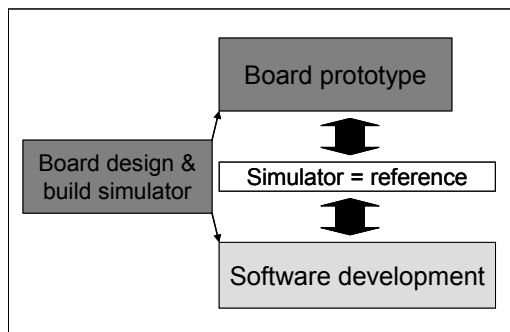 Board prototype
Board design &
build simulator
Simulator = reference
Software development